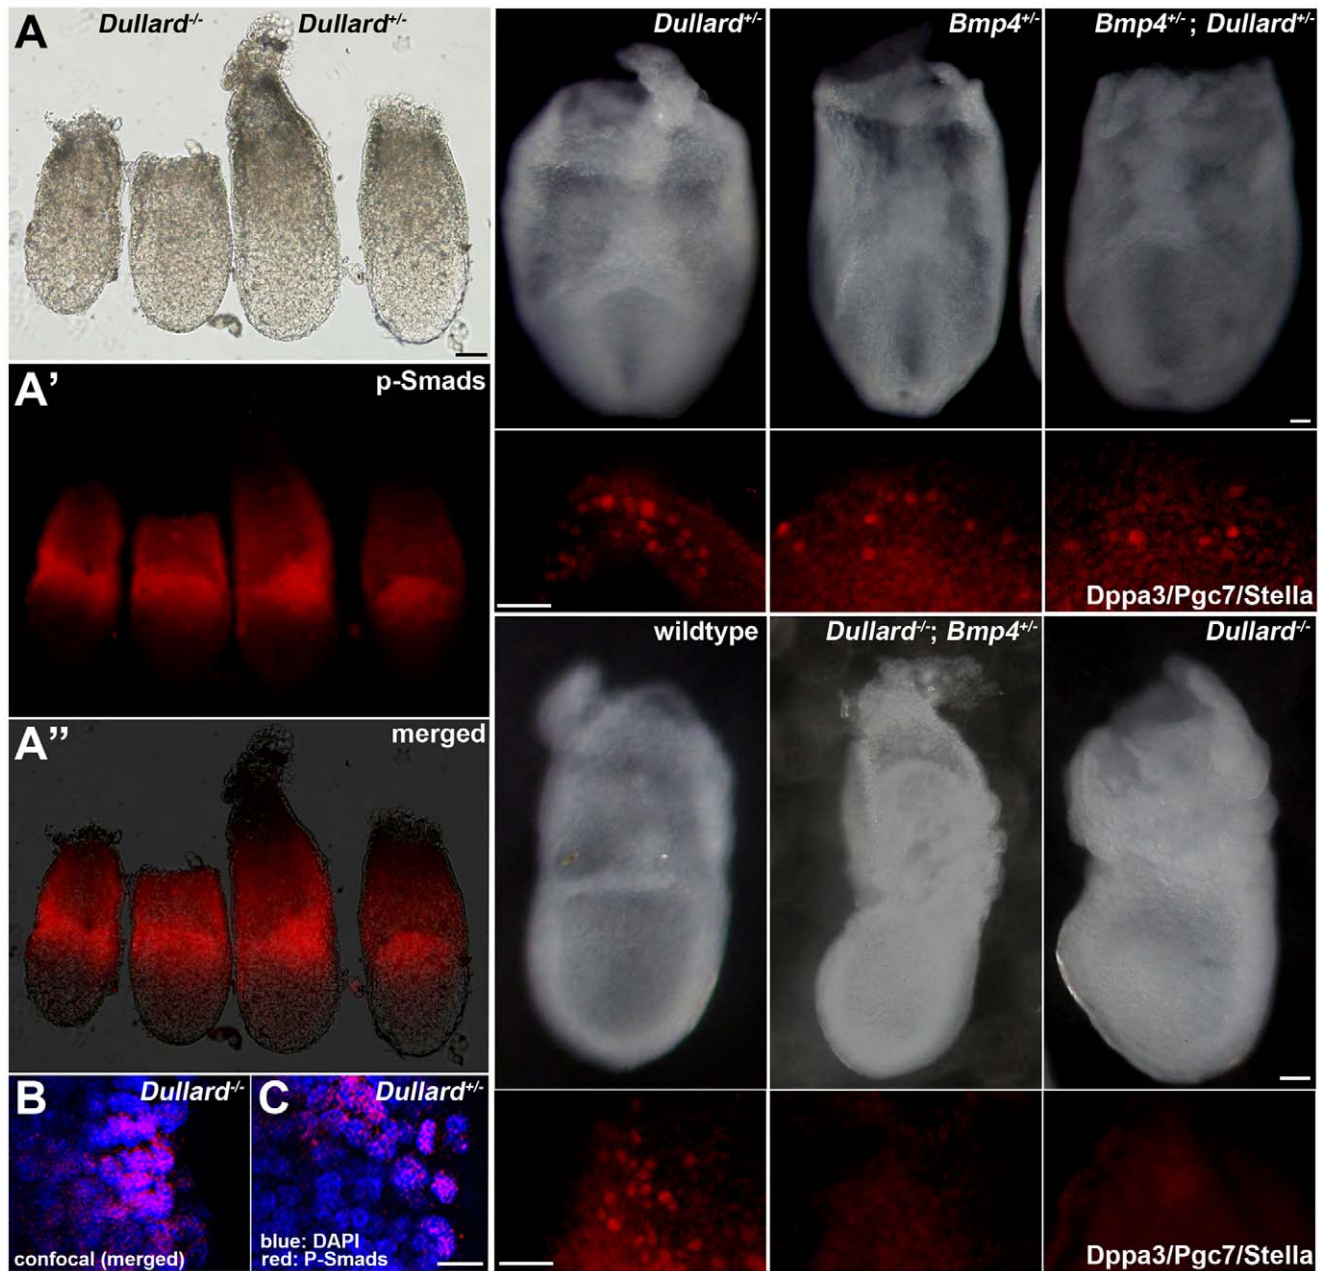 A Dullard-/- Dullard+/-
A' p-Smads
A'' merged
B Dullard-/-
confocal (merged)
C Dullard+/-
blue: DAPI
red: P-Smads
Dullard+/-
Bmp4+/-
Bmp4+/-; Dullard+/-
Dppa3/Pgc7/Stella
wildtype
Dullard-/-; Bmp4+/-
Dullard-/-
Dppa3/Pgc7/Stella